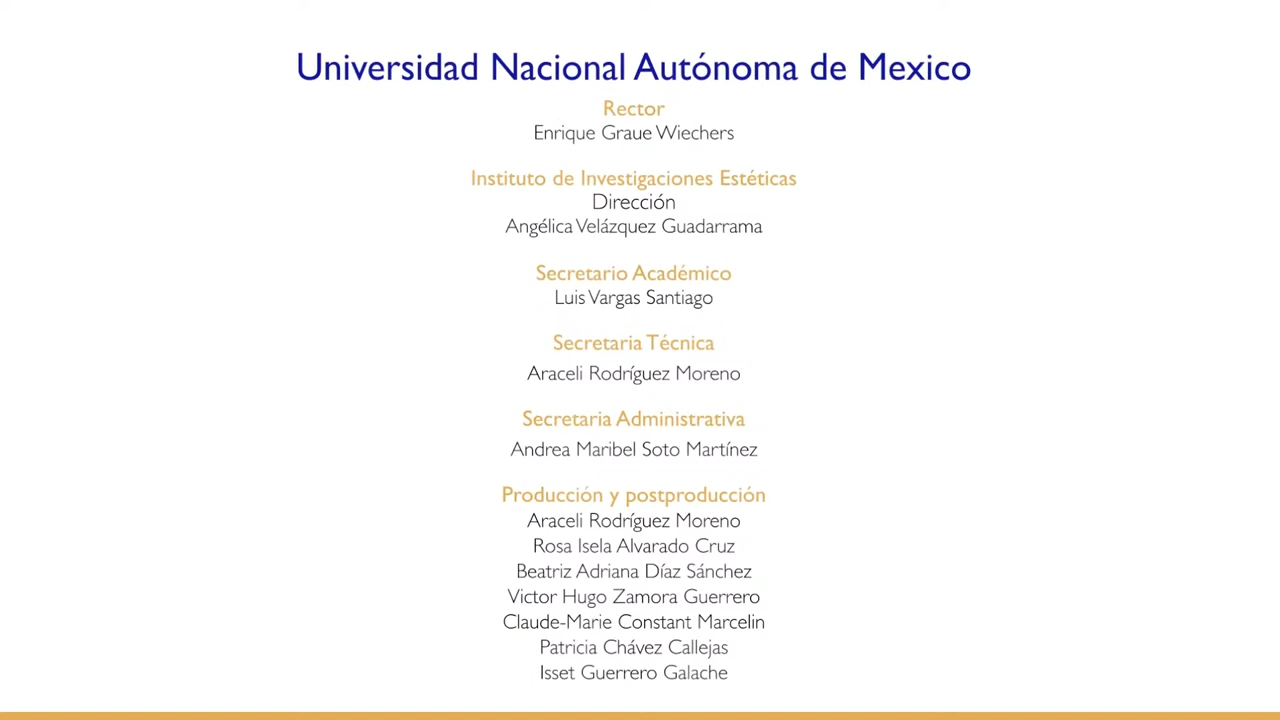 Universidad Nacional Autónoma de Mexico
Rector
Enrique Graue Wiechers
Instituto de Investigaciones Estéticas
Dirección
Angélica Velázquez Guadarrama
Secretario Académico
Luis Vargas Santiago
Secretaria Técnica
Araceli Rodríguez Moreno
Secretaria Administrativa
Andrea Maribel Soto Martínez
Producción y postproducción
Araceli Rodríguez Moreno
Rosa Isela Alvarado Cruz
Beatriz Adriana Díaz Sánchez
Victor Hugo Zamora Guerrero
Claude-Marie Constant Marcelin
Patricia Chávez Callejas
Isset Guerrero Galache